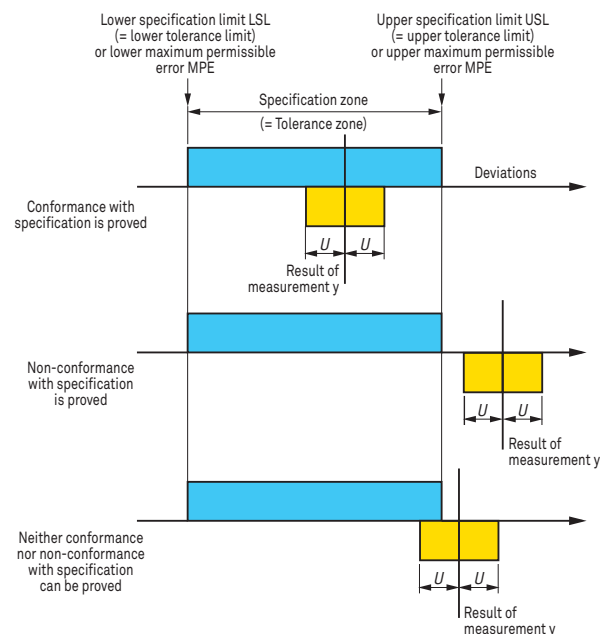 Lower specification limit LSL
(= lower tolerance limit)
or lower maximum permissible
error MPE
Upper specification limit USL
(= upper tolerance limit)
or upper maximum permissible
error MPE
Specification zone
(= Tolerance zone)
Deviations
Conformance with
specification is proved
U U
Result of
measurement y
Non-conformance
with specification
is proved
U U
Result of
measurement y
Neither conformance
nor non-conformance
with specification
can be proved
U U
Result of
measurement y